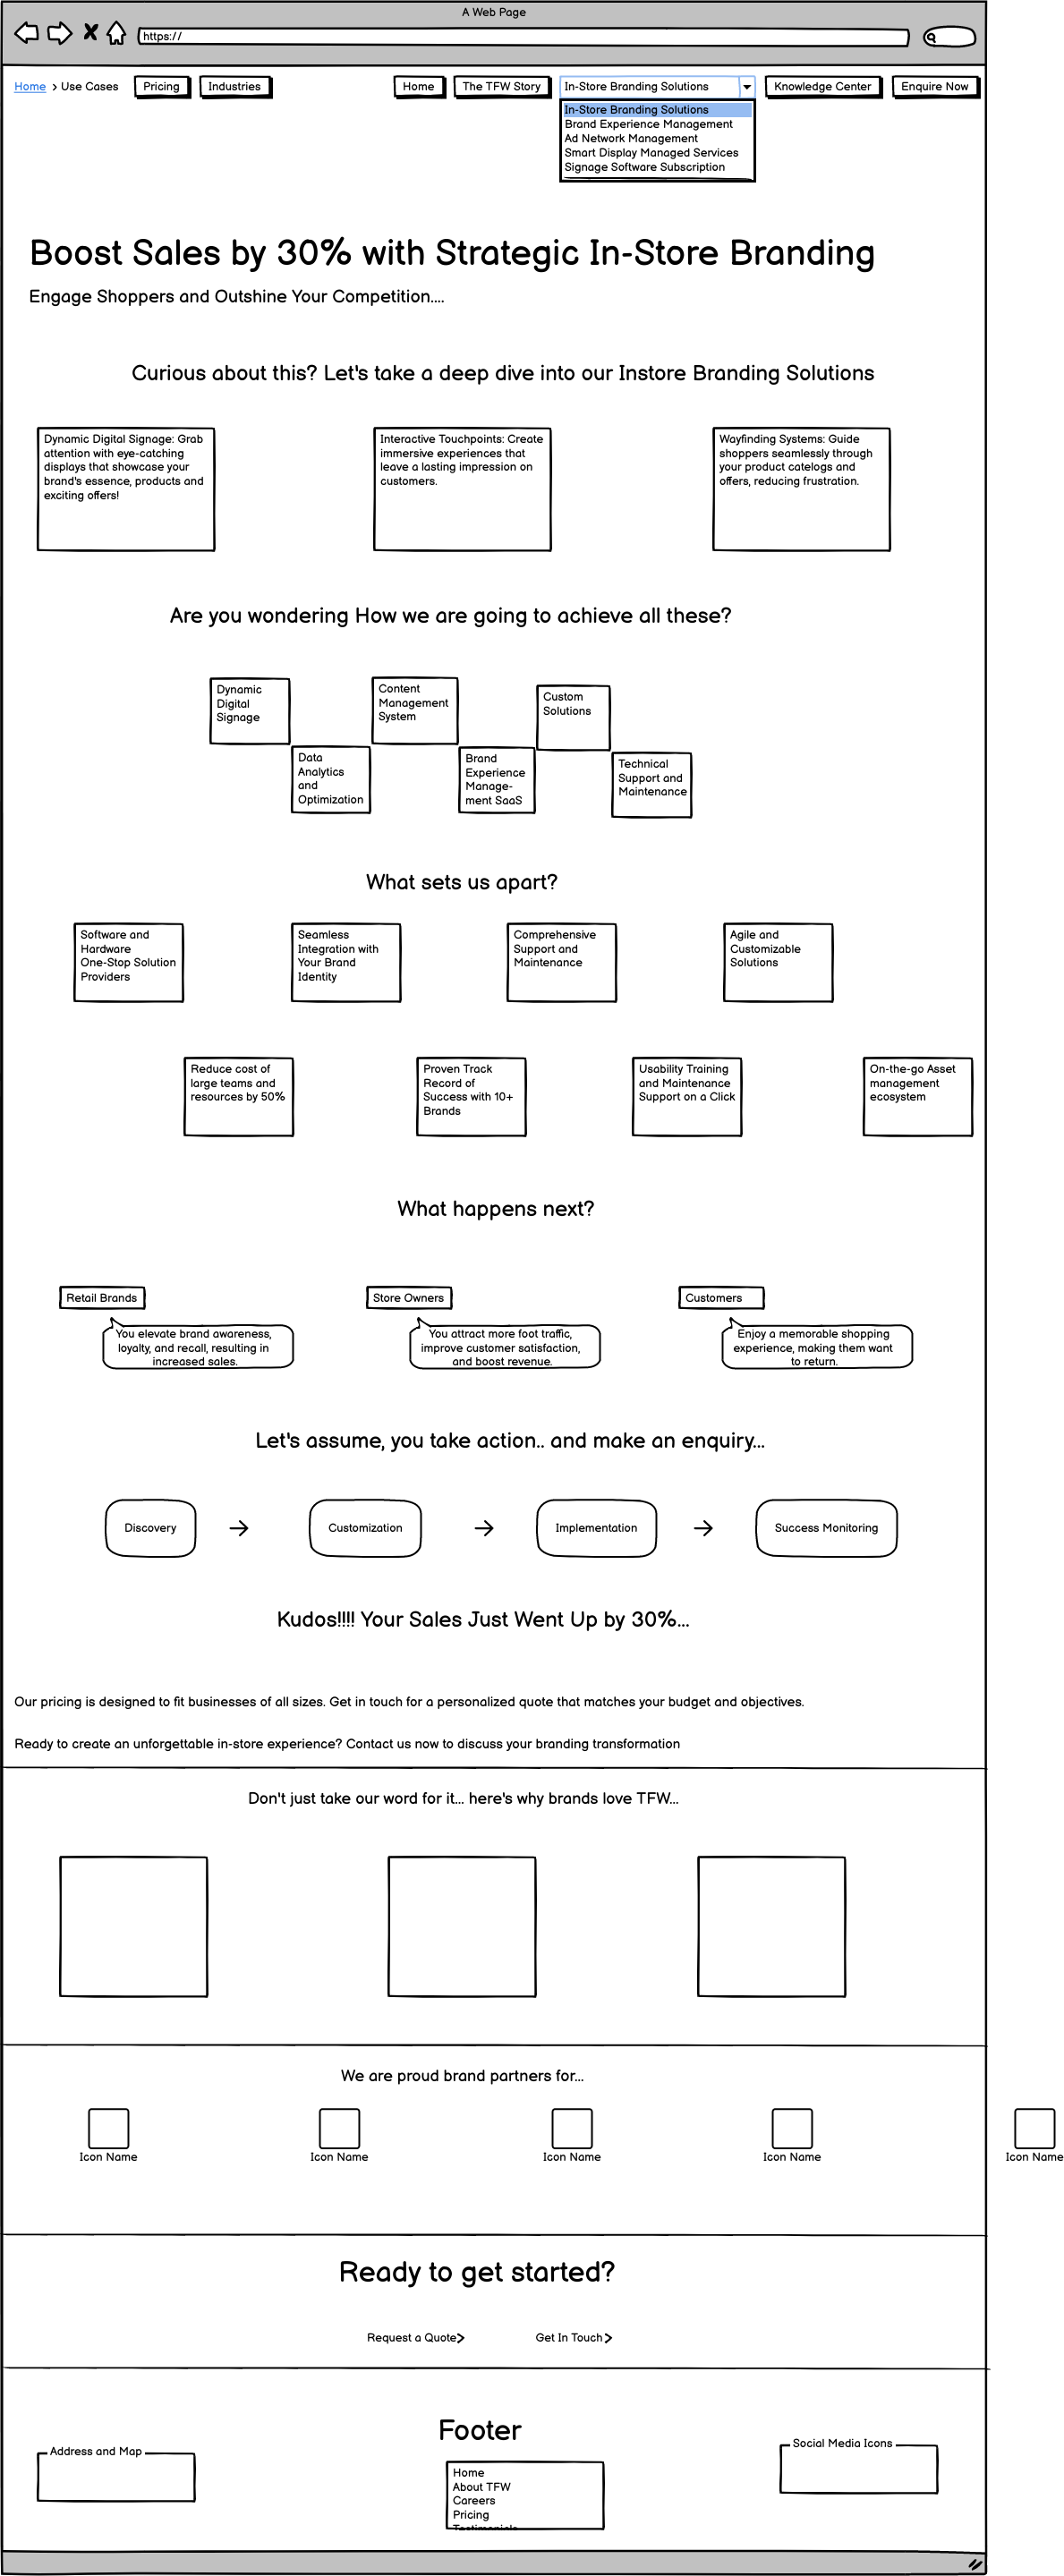 A Web Page
https://
Home > Use Cases
Pricing
Industries
Home
The TFW Story
In-Store Branding Solutions
Knowledge Center
Enquire Now
In-Store Branding Solutions
Brand Experience Management
Ad Network Management
Smart Display Managed Services
Signage Software Subscription
Boost Sales by 30% with Strategic In-Store Branding
Engage Shoppers and Outshine Your Competition....
Curious about this? Let's take a deep dive into our Instore Branding Solutions
Dynamic Digital Signage: Grab
attention with eye-catching
displays that showcase your
brand's essence, products and
exciting offers!
Interactive Touchpoints: Create
immersive experiences that
leave a lasting impression on
customers.
Wayfinding Systems: Guide
shoppers seamlessly through
your product catelogs and
offers, reducing frustration.
Are you wondering How we are going to achieve all these?
Dynamic
Digital
Signage
Content
Management
System
Custom
Solutions
Data
Analytics
and
Optimization
Brand
Experience
Manage-
ment SaaS
Technical
Support and
Maintenance
What sets us apart?
Software and
Hardware
One-Stop Solution
Providers
Seamless
Integration with
Your Brand
Identity
Comprehensive
Support and
Maintenance
Agile and
Customizable
Solutions
Reduce cost of
large teams and
resources by 50%
Proven Track
Record of
Success with 10+
Brands
Usability Training
and Maintenance
Support on a Click
On-the-go Asset
management
ecosystem
What happens next?
Retail Brands
Store Owners
Customers
You elevate brand awareness,
loyalty, and recall, resulting in
increased sales.
You attract more foot traffic,
improve customer satisfaction,
and boost revenue.
Enjoy a memorable shopping
experience, making them want
to return.
Let's assume, you take action.. and make an enquiry...
Discovery
Customization
Implementation
Success Monitoring
Kudos!!!! Your Sales Just Went Up by 30%...
Our pricing is designed to fit businesses of all sizes. Get in touch for a personalized quote that matches your budget and objectives.
Ready to create an unforgettable in-store experience? Contact us now to discuss your branding transformation
Don't just take our word for it... here's why brands love TFW...
We are proud brand partners for...
Icon Name
Icon Name
Icon Name
Icon Name
Icon Name
Ready to get started?
Request a Quote
Get In Touch
Footer
Address and Map
Social Media Icons
Home
About TFW
Careers
Pricing
Testimonials